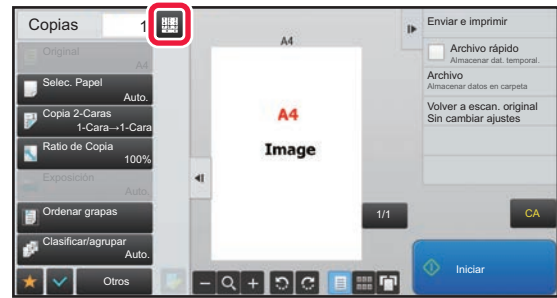 Copias 1
Original
A4
Selec. Papel
Auto.
Copia 2-Caras
1-Cara→1-Cara
Ratio de Copia
100%
Exposición
Auto.
Ordenar grapas
Clasificar/agrupar
Auto.
Otros
A4
A4
Image
1/1
Enviar e imprimir
Archivo rápido
Almacenar dat. temporal.
Archivo
Almacenar datos en carpeta
Volver a escan. original
Sin cambiar ajustes
CA
Iniciar